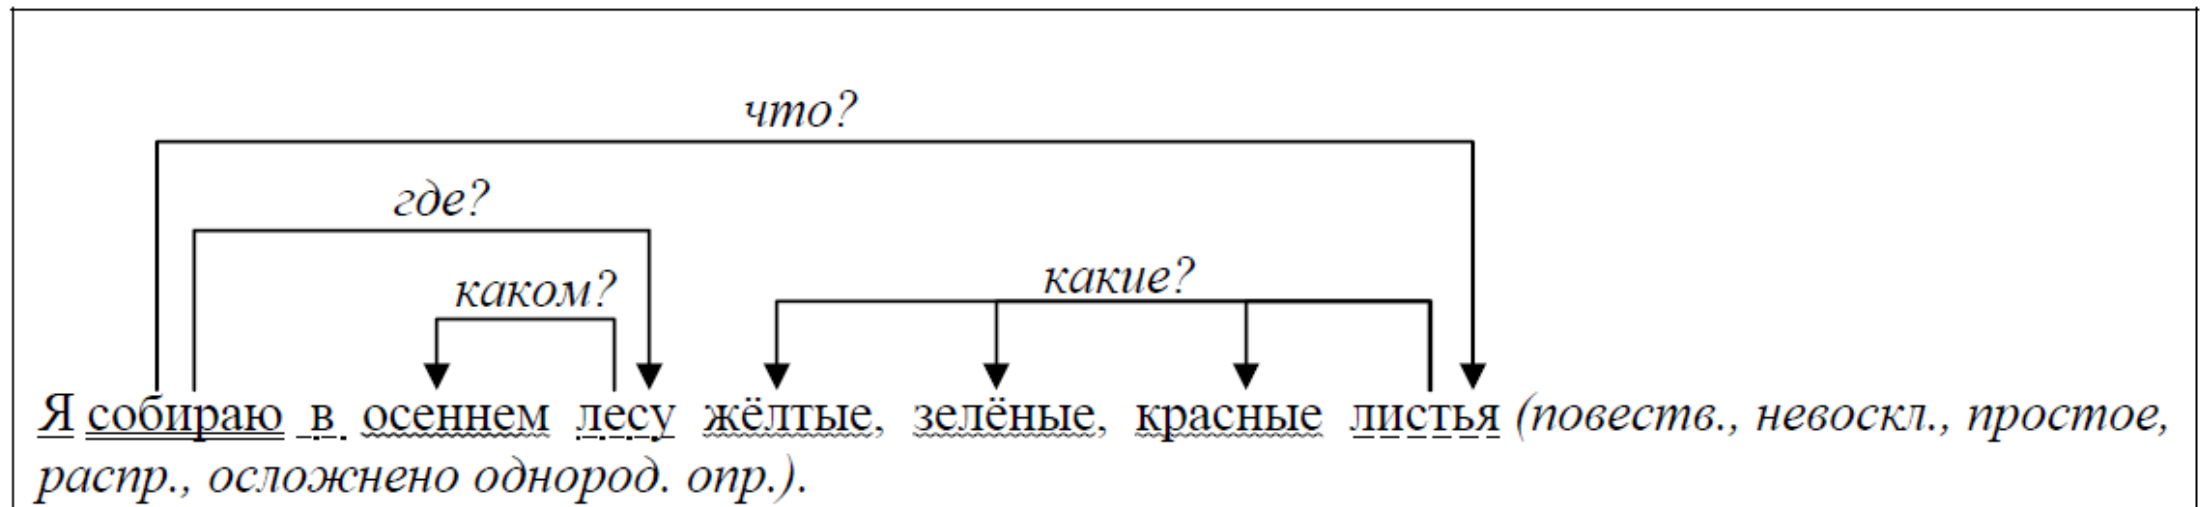 что?
где?
каком?
какие?
Я собираю в осеннем лесу жёлтые, зелёные, красные листья (повеств., невоскл., простое,
распр., осложнено однород. опр.).